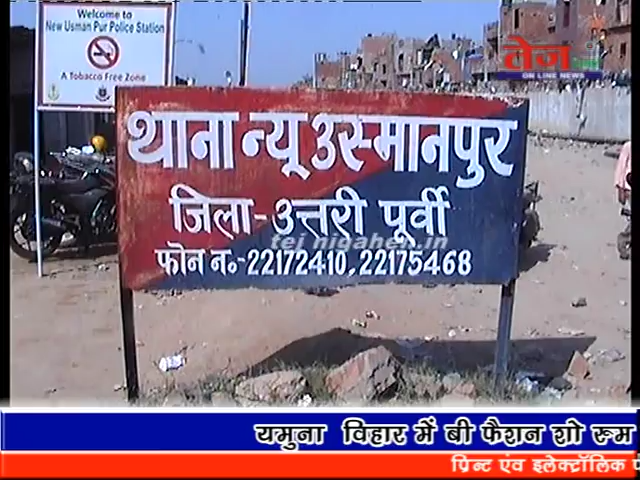 Welcome to
New Usman Pur Police Station
A Tobacco Free Zone
तेज
ON LINE NEWS
थाना न्यू उस्मानपुर
जिला-उत्तरी पूर्वी
tej nigahen.in
फोन न०-22172410, 22175468
यमुना विहार में बी फैशन शो रूम
प्रिन्ट एंव इलेक्ट्रॉलिक